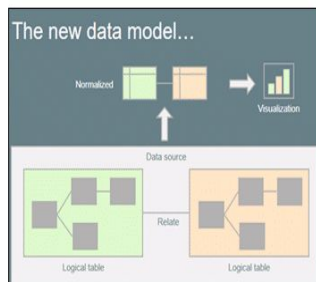 The new data model...
Normalized
Visualization
Data source
Relate
Logical table
Logical table